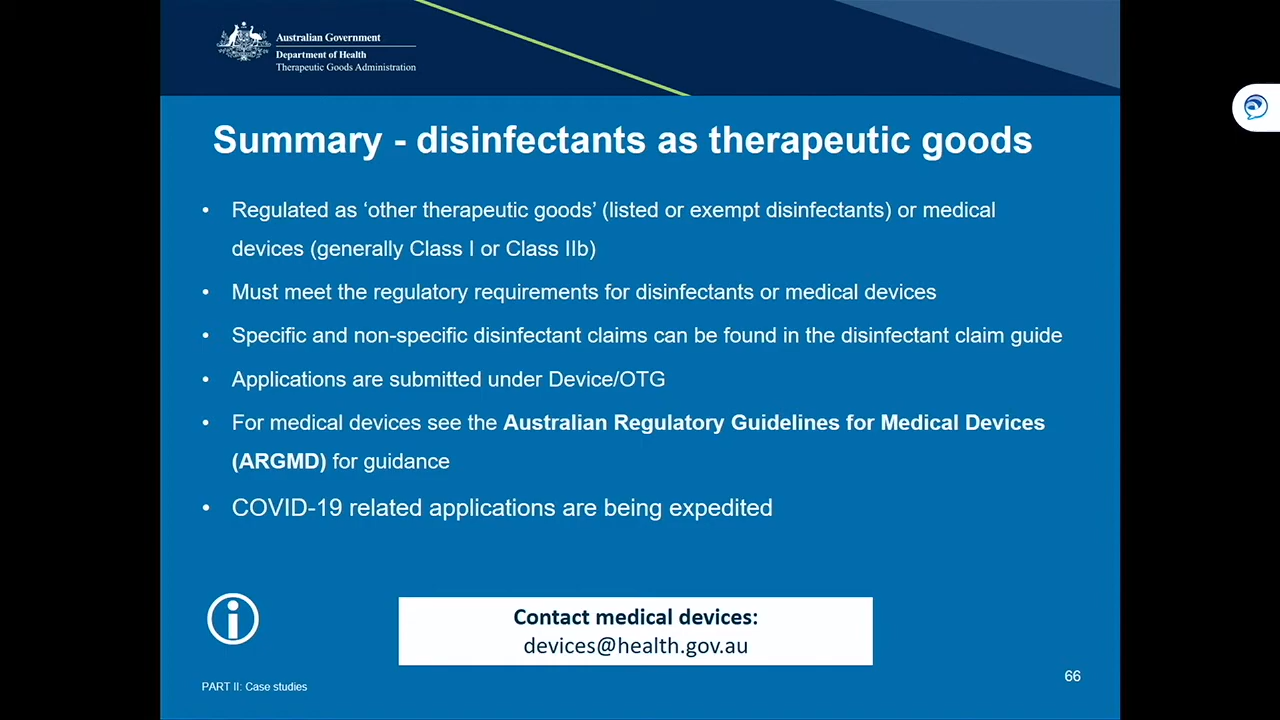 Australian Government
Department of Health
Therapeutic Goods Administration
Summary - disinfectants as therapeutic goods
• Regulated as ‘other therapeutic goods’ (listed or exempt disinfectants) or medical
devices (generally Class I or Class IIb)
• Must meet the regulatory requirements for disinfectants or medical devices
• Specific and non-specific disinfectant claims can be found in the disinfectant claim guide
• Applications are submitted under Device/OTG
• For medical devices see the Australian Regulatory Guidelines for Medical Devices
(ARGMD) for guidance
• COVID-19 related applications are being expedited
Contact medical devices:
devices@health.gov.au
PART II: Case studies
66